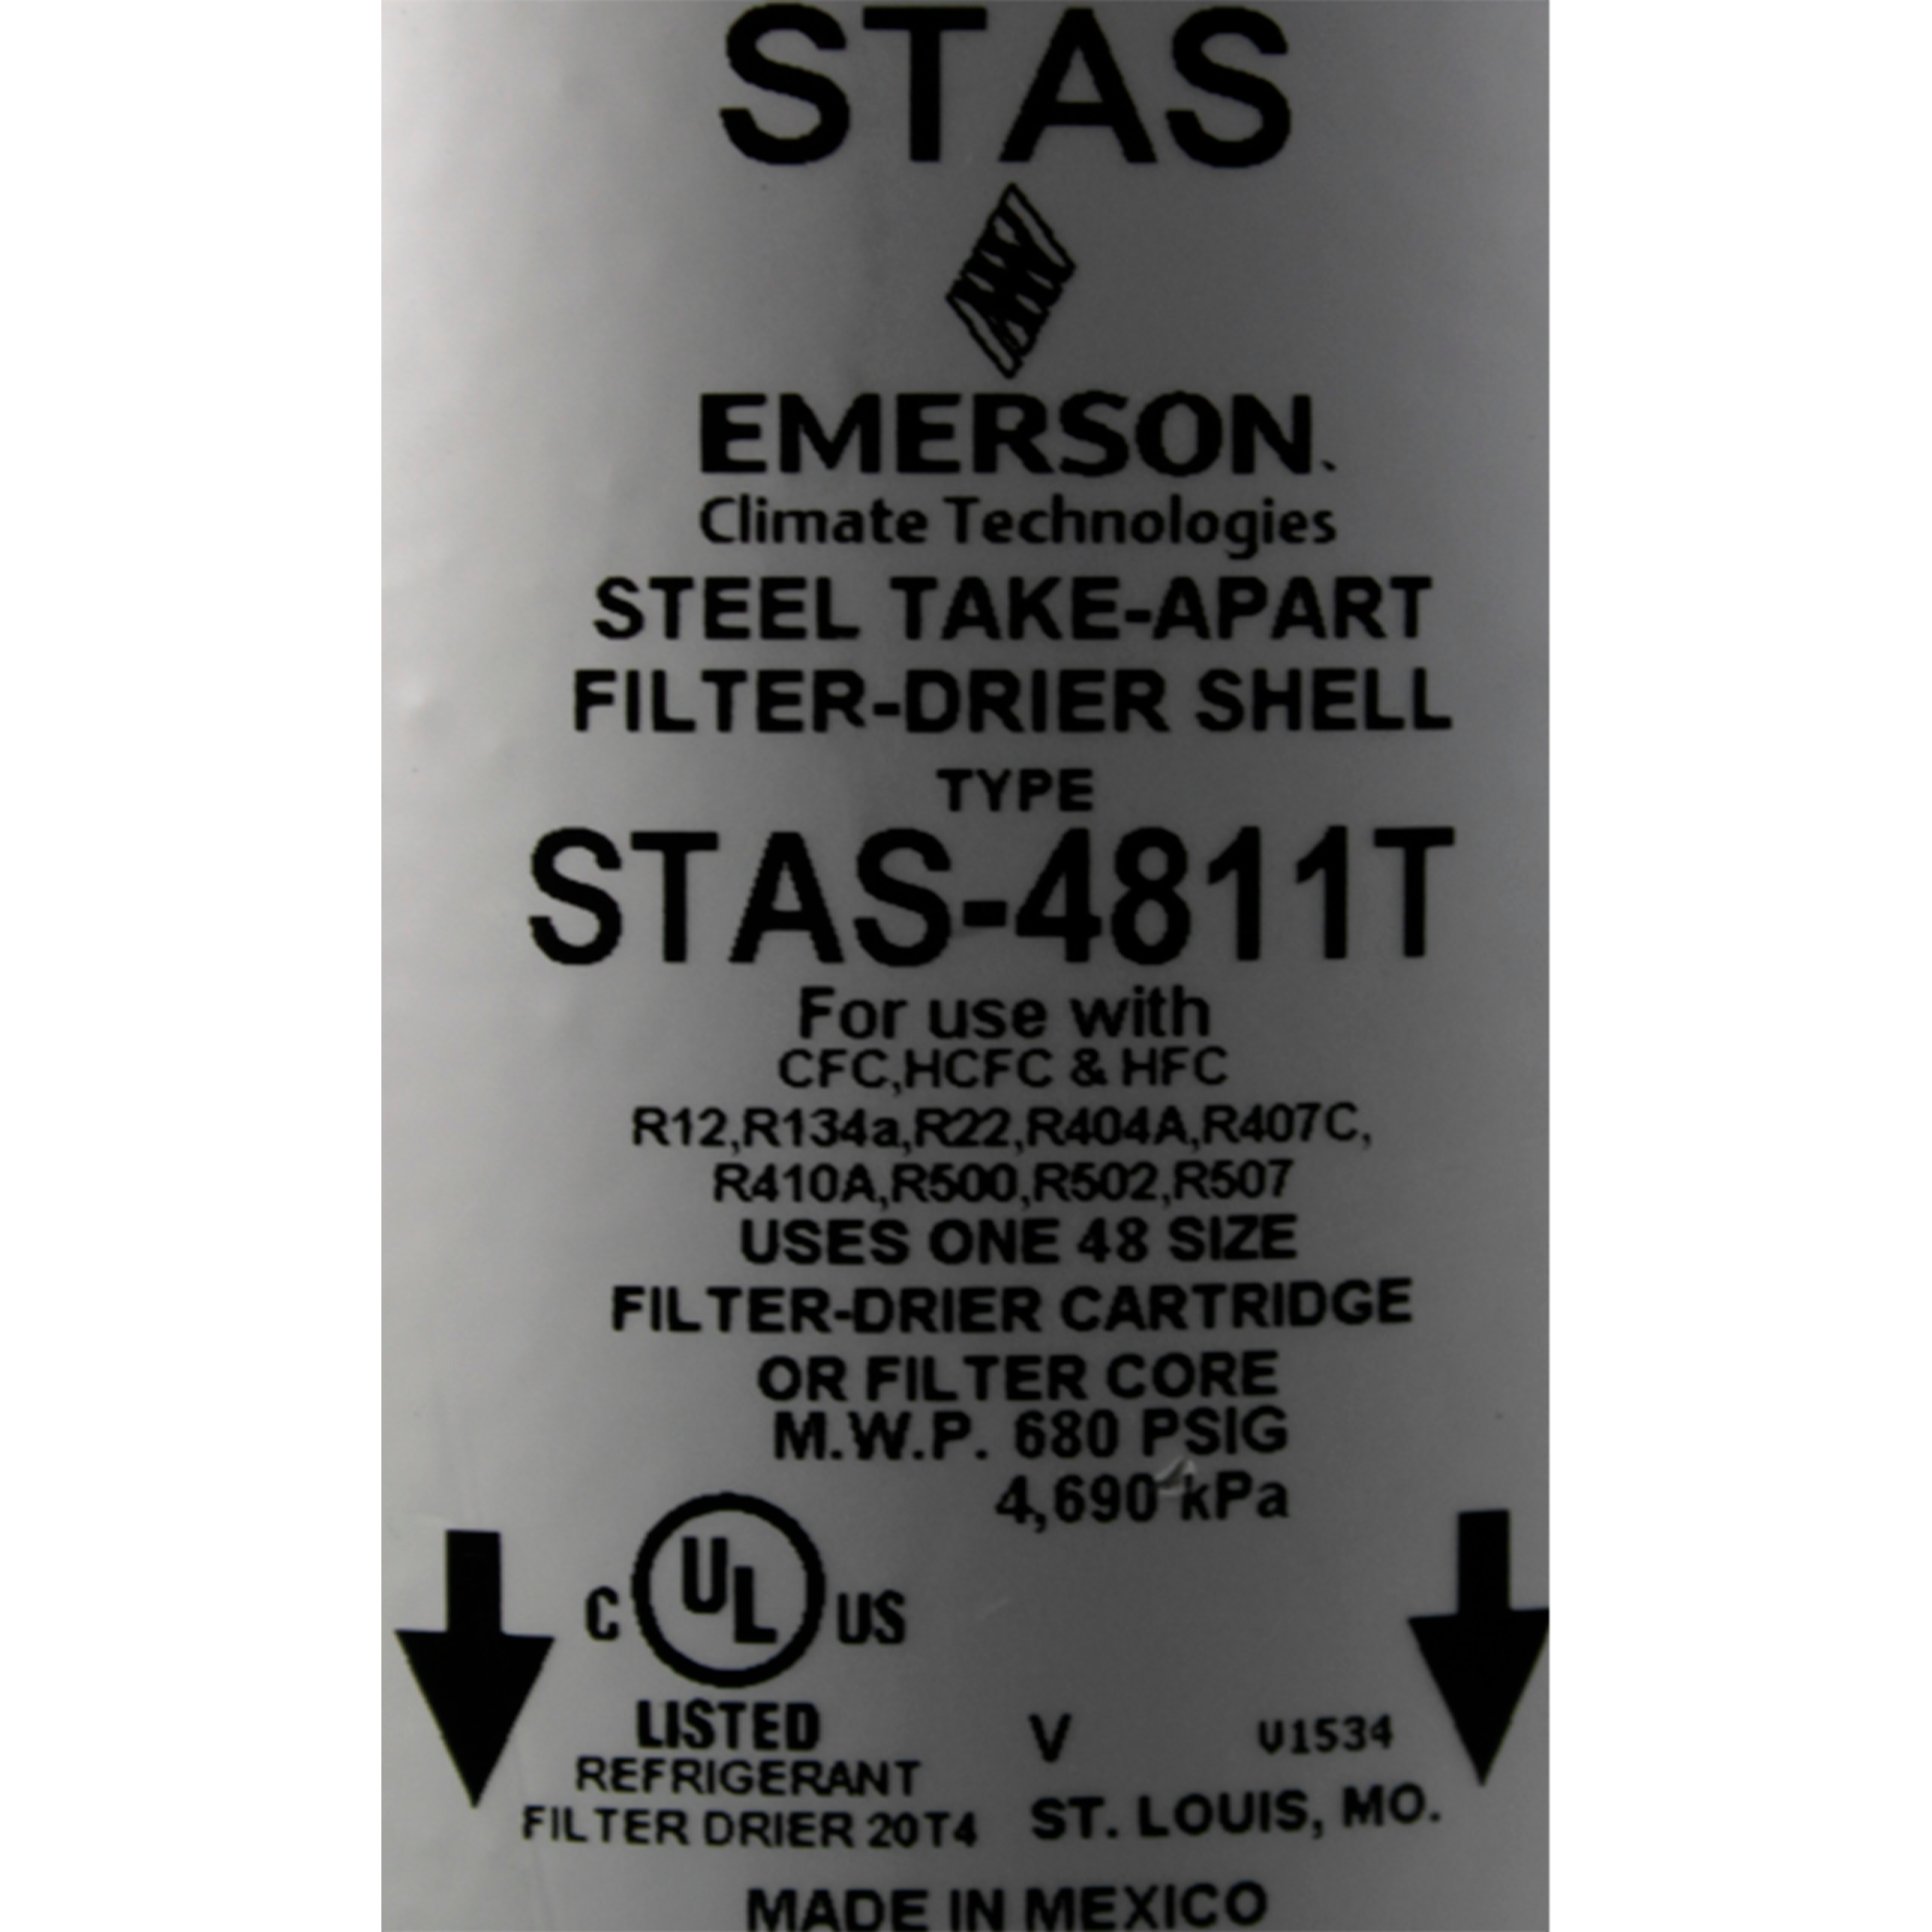 STAS
EMERSON
Climate Technologies
STEEL TAKE-APART
FILTER-DRIER SHELL
TYPE
STAS-4811T
For use with
CFC,HCFC & HFC
R12,R134a,R22,R404A,R407C,
R410A,R500,R502,R507
USES ONE 48 SIZE
FILTER-DRIER CARTRIDGE
OR FILTER CORE
M.W.P. 680 PSIG
4,690 kPa
C UL US
LISTED
REFRIGERANT
FILTER DRIER 20T4
V V1534
ST. LOUIS, MO.
MADE IN MEXICO